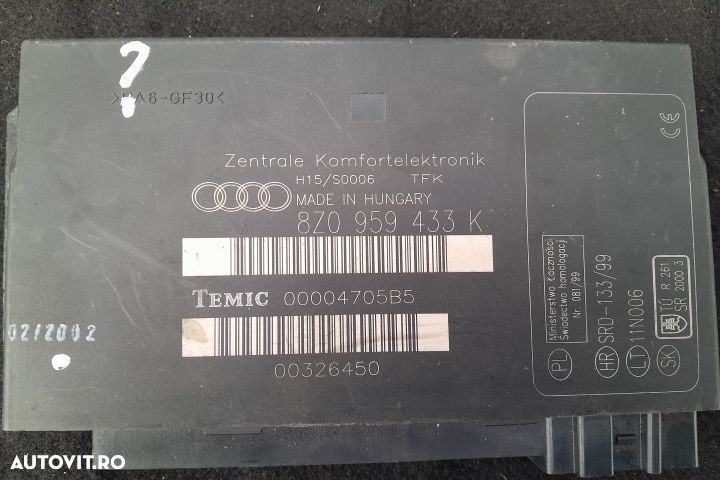 ?
>PA6-GF30<
Zentrale Komfortelektronik
H15/S0006 TFK
MADE IN HUNGARY
8Z0 959 433 K
TEMIC 00004705B5
00326450
02/2002
CE
Ministerstwo Łączności
Świadectwo homologacji
Nr. 081/99
PL
HR SRD-133/99
LT 11N006
SK
TÚ R 261
SR 2000 3
AUTOVIT.RO